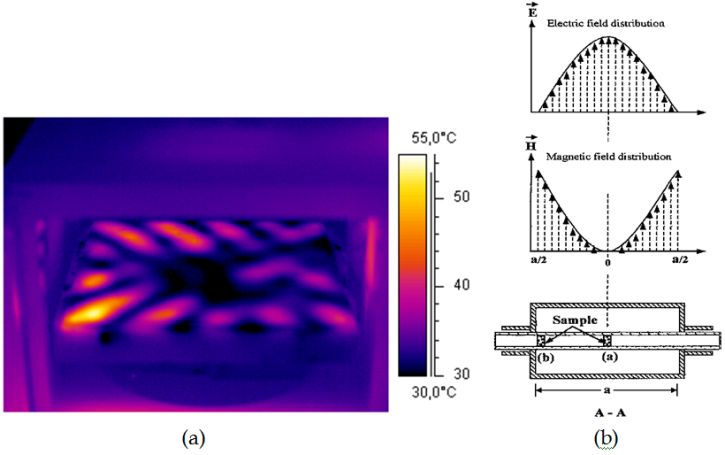 55,0°C
50
40
30
30,0°C
(a)
E
Electric field distribution
H
Magnetic field distribution
a/2
0
a/2
Sample
(b)
(a)
a
A - A
(b)